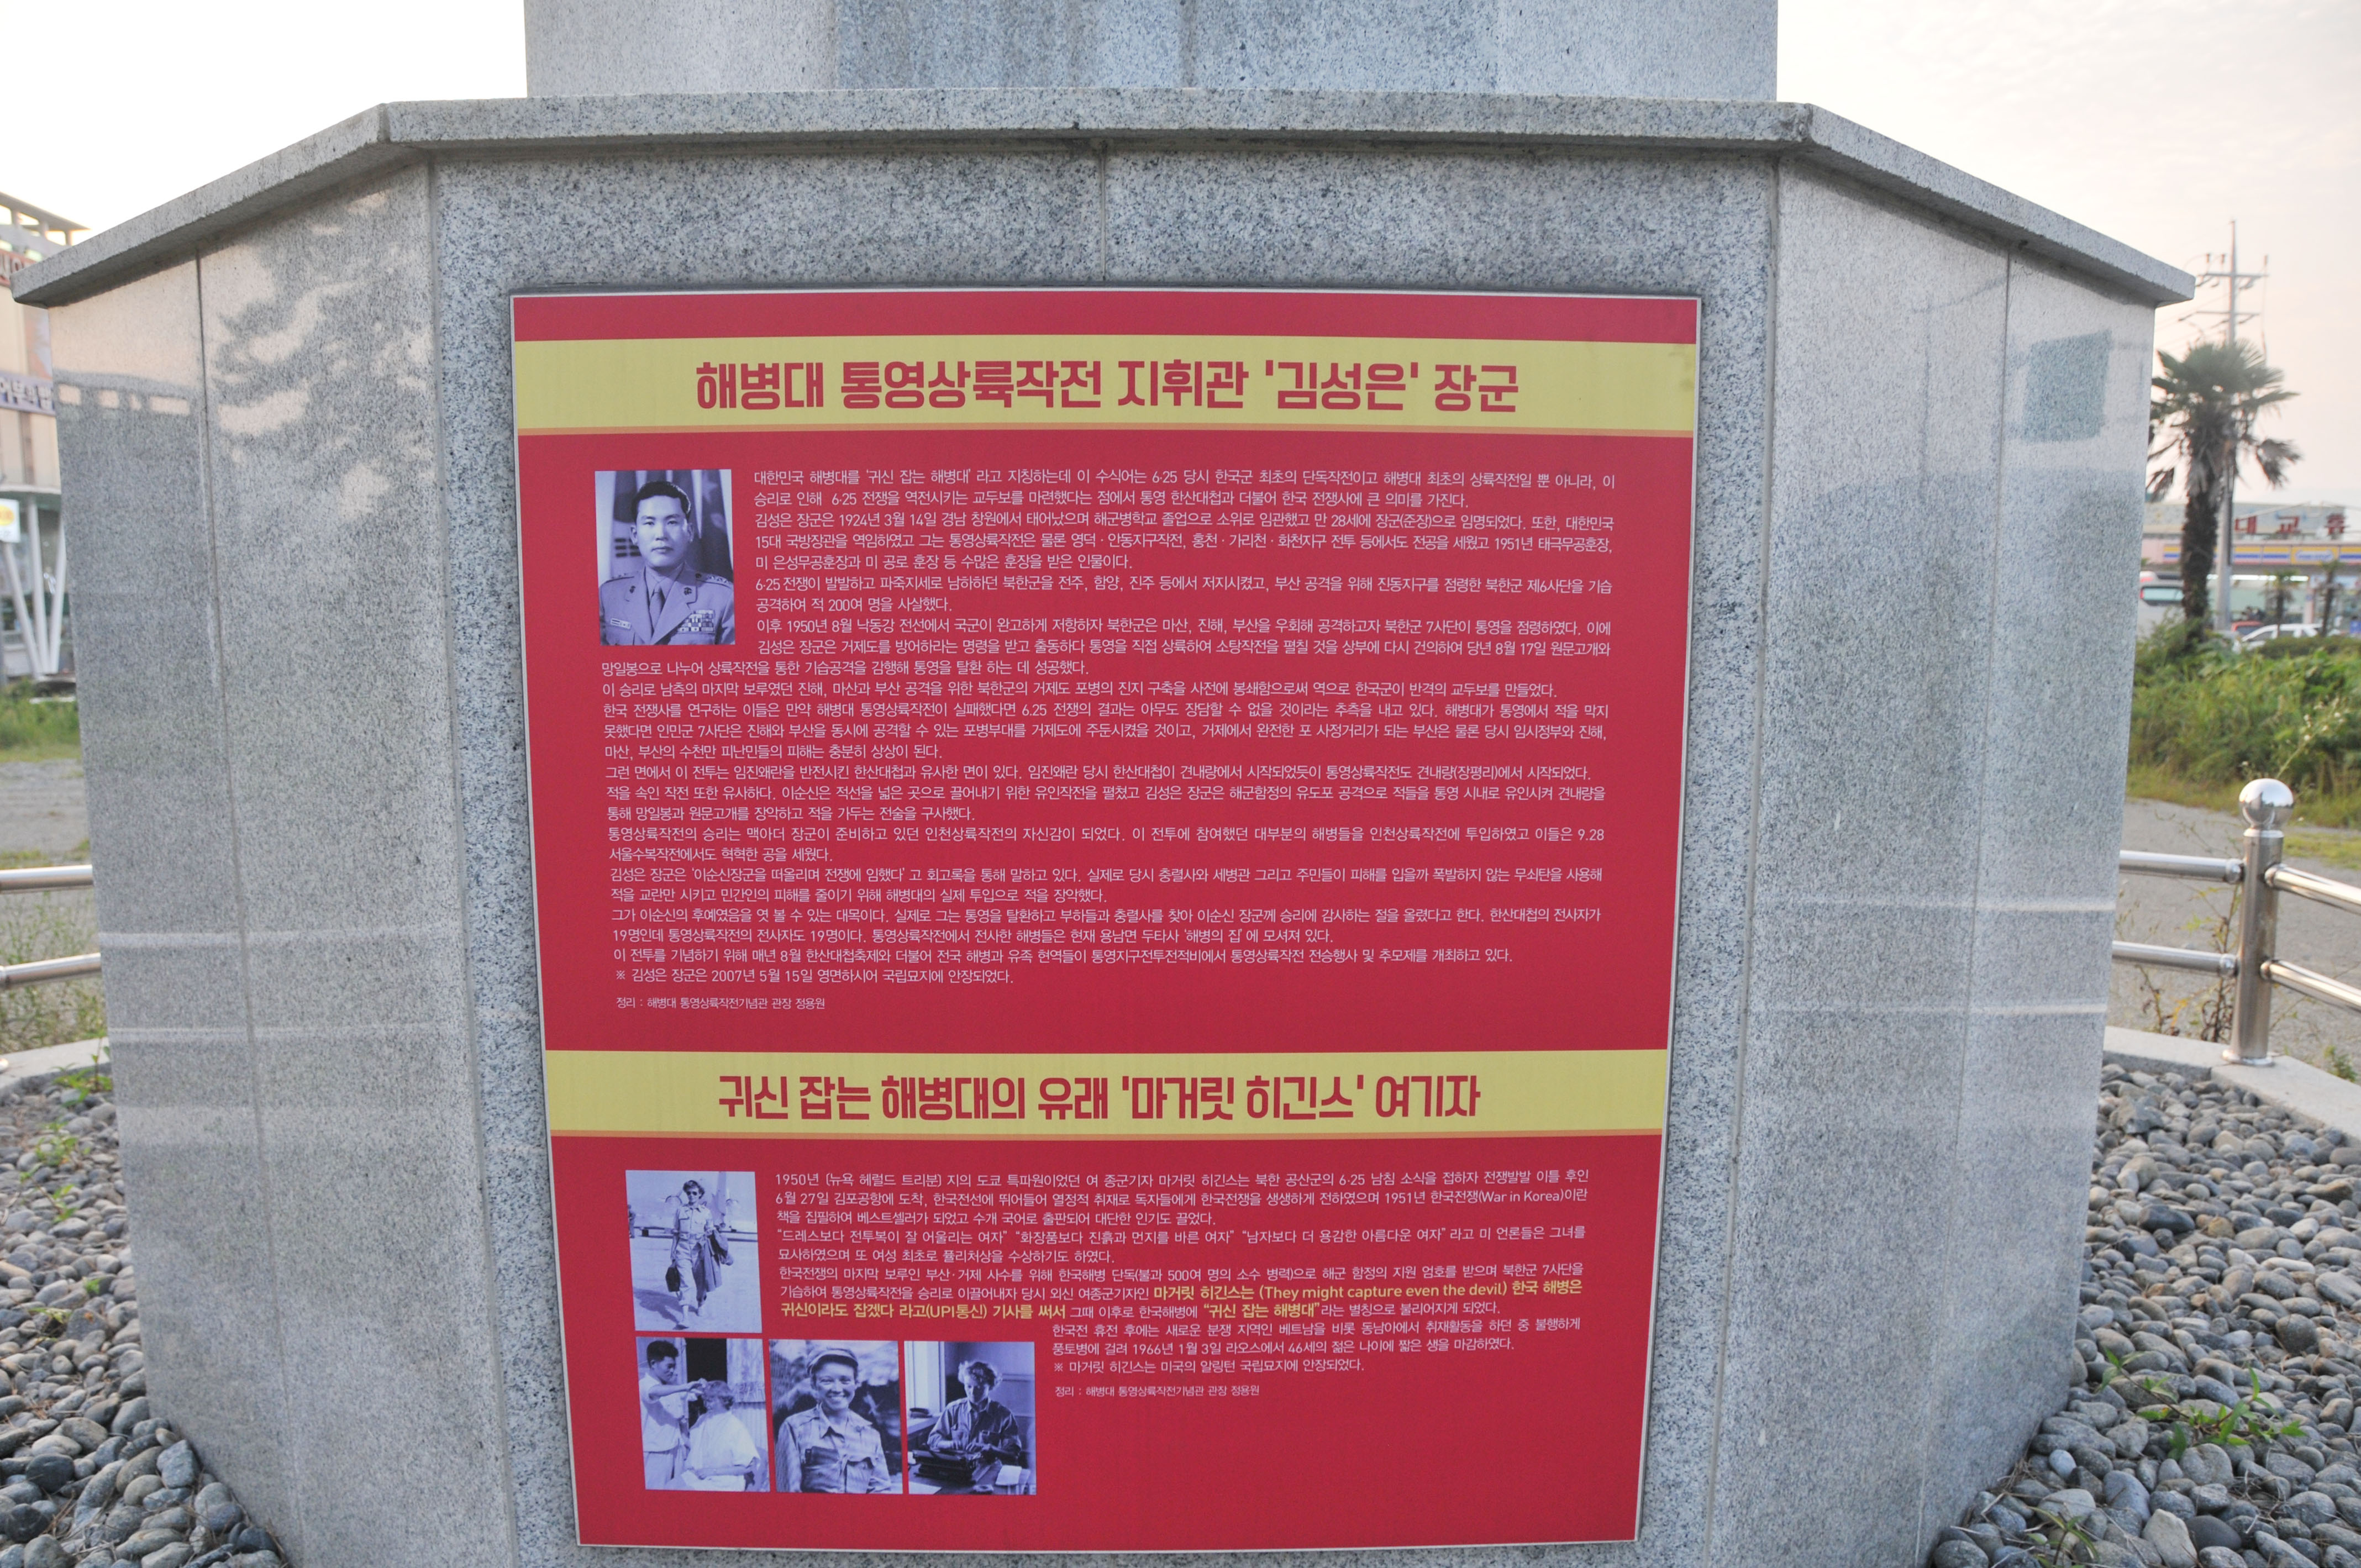 해병대 통영상륙작전 지휘관 '김성은' 장군
대한민국 해병대를 '귀신 잡는 해병대' 라고 지칭하는데 이 수식어는 6·25 당시 한국군 최초의 단독작전이고 해병대 최초의 상륙작전일 뿐 아니라, 이
승리로 인해 6·25 전쟁을 역전시키는 교두보를 마련했다는 점에서 통영 한산대첩과 더불어 한국 전쟁사에 큰 의미를 가진다.
김성은 장군은 1924년 3월 14일 경남 창원에서 태어났으며 해군병학교 졸업으로 소위로 임관했고 만 28세에 장군(준장)으로 임명되었다. 또한, 대한민국
15대 국방장관을 역임하였고 그는 통영상륙작전은 물론 영덕 · 안동지구작전, 홍천 · 가리천 · 화천지구 전투 등에서도 전공을 세웠고 1951년 태극무공훈장,
미 은성무공훈장과 미 공로 훈장 등 수많은 훈장을 받은 인물이다.
6·25 전쟁이 발발하고 파죽지세로 남하하던 북한군을 전주, 함양, 진주 등에서 저지시켰고, 부산 공격을 위해 진동지구를 점령한 북한군 제6사단을 기습
공격하여 적 200여 명을 사살했다.
이후 1950년 8월 낙동강 전선에서 국군이 완고하게 저항하자 북한군은 마산, 진해, 부산을 우회해 공격하고자 북한군 7사단이 통영을 점령하였다. 이에
김성은 장군은 거제도를 방어하라는 명령을 받고 출동하다 통영을 직접 상륙하여 소탕작전을 펼칠 것을 상부에 다시 건의하여 당년 8월 17일 원문고개와
망일봉으로 나누어 상륙작전을 통한 기습공격을 감행해 통영을 탈환 하는 데 성공했다.
이 승리로 남측의 마지막 보루였던 진해, 마산과 부산 공격을 위한 북한군의 거제도 포병의 진지 구축을 사전에 봉쇄함으로써 역으로 한국군이 반격의 교두보를 만들었다.
한국 전쟁사를 연구하는 이들은 만약 해병대 통영상륙작전이 실패했다면 6.25 전쟁의 결과는 아무도 장담할 수 없을 것이라는 추측을 내고 있다. 해병대가 통영에서 적을 막지
못했다면 인민군 7사단은 진해와 부산을 동시에 공격할 수 있는 포병부대를 거제도에 주둔시켰을 것이고, 거제에서 완전한 포 사정거리가 되는 부산은 물론 당시 임시정부와 진해,
마산, 부산의 수천만 피난민들의 피해는 충분히 상상이 된다.
그런 면에서 이 전투는 임진왜란을 반전시킨 한산대첩과 유사한 면이 있다. 임진왜란 당시 한산대첩이 견내량에서 시작되었듯이 통영상륙작전도 견내량(장평리)에서 시작되었다.
적을 속인 작전 또한 유사하다. 이순신은 적선을 넓은 곳으로 끌어내기 위한 유인작전을 펼쳤고 김성은 장군은 해군함정의 유도포 공격으로 적들을 통영 시내로 유인시켜 견내량을
통해 망일봉과 원문고개를 장악하고 적을 가두는 전술을 구사했다.
통영상륙작전의 승리는 맥아더 장군이 준비하고 있던 인천상륙작전의 자신감이 되었다. 이 전투에 참여했던 대부분의 해병들을 인천상륙작전에 투입하였고 이들은 9.28
서울수복작전에서도 혁혁한 공을 세웠다.
김성은 장군은 '이순신장군을 떠올리며 전쟁에 임했다' 고 회고록을 통해 말하고 있다. 실제로 당시 충렬사와 세병관 그리고 주민들이 피해를 입을까 폭발하지 않는 무쇠탄을 사용해
적을 교란만 시키고 민간인의 피해를 줄이기 위해 해병대의 실제 투입으로 적을 장악했다.
그가 이순신의 후예였음을 엿 볼 수 있는 대목이다. 실제로 그는 통영을 탈환하고 부하들과 충렬사를 찾아 이순신 장군께 승리에 감사하는 절을 올렸다고 한다. 한산대첩의 전사자가
19명인데 통영상륙작전의 전사자도 19명이다. 통영상륙작전에서 전사한 해병들은 현재 용남면 두타사 '해병의 집' 에 모셔져 있다.
이 전투를 기념하기 위해 매년 8월 한산대첩축제와 더불어 전국 해병과 유족 현역들이 통영지구전투전적비에서 통영상륙작전 전승행사 및 추모제를 개최하고 있다.
※ 김성은 장군은 2007년 5월 15일 영면하시어 국립묘지에 안장되었다.
정리 : 해병대 통영상륙작전기념관 관장 정용원
귀신 잡는 해병대의 유래 '마거릿 히긴스' 여기자
1950년 (뉴욕 헤럴드 트리분) 지의 도쿄 특파원이었던 여 종군기자 마거릿 히긴스는 북한 공산군의 6·25 남침 소식을 접하자 전쟁발발 이틀 후인
6월 27일 김포공항에 도착, 한국전선에 뛰어들어 열정적 취재로 독자들에게 한국전쟁을 생생하게 전하였으며 1951년 한국전쟁(War in Korea)이란
책을 집필하여 베스트셀러가 되었고 수개 국어로 출판되어 대단한 인기도 끌었다.
"드레스보다 전투복이 잘 어울리는 여자" "화장품보다 진흙과 먼지를 바른 여자" "남자보다 더 용감한 아름다운 여자" 라고 미 언론들은 그녀를
묘사하였으며 또 여성 최초로 퓰리처상을 수상하기도 하였다.
한국전쟁의 마지막 보루인 부산·거제 사수를 위해 한국해병 단독(불과 500여 명의 소수 병력)으로 해군 함정의 지원 엄호를 받으며 북한군 7사단을
기습하여 통영상륙작전을 승리로 이끌어내자 당시 외신 여종군기자인 마거릿 히긴스는 (They might capture even the devil) 한국 해병은
귀신이라도 잡겠다 라고(UPI통신) 기사를 써서 그때 이후로 한국해병에 "귀신 잡는 해병대"라는 별칭으로 불리어지게 되었다.
한국전 휴전 후에는 새로운 분쟁 지역인 베트남을 비롯 동남아에서 취재활동을 하던 중 불행하게
풍토병에 걸려 1966년 1월 3일 라오스에서 46세의 젊은 나이에 짧은 생을 마감하였다.
※ 마거릿 히긴스는 미국의 알링턴 국립묘지에 안장되었다.
정리 : 해병대 통영상륙작전기념관 관장 정용원
대교휴